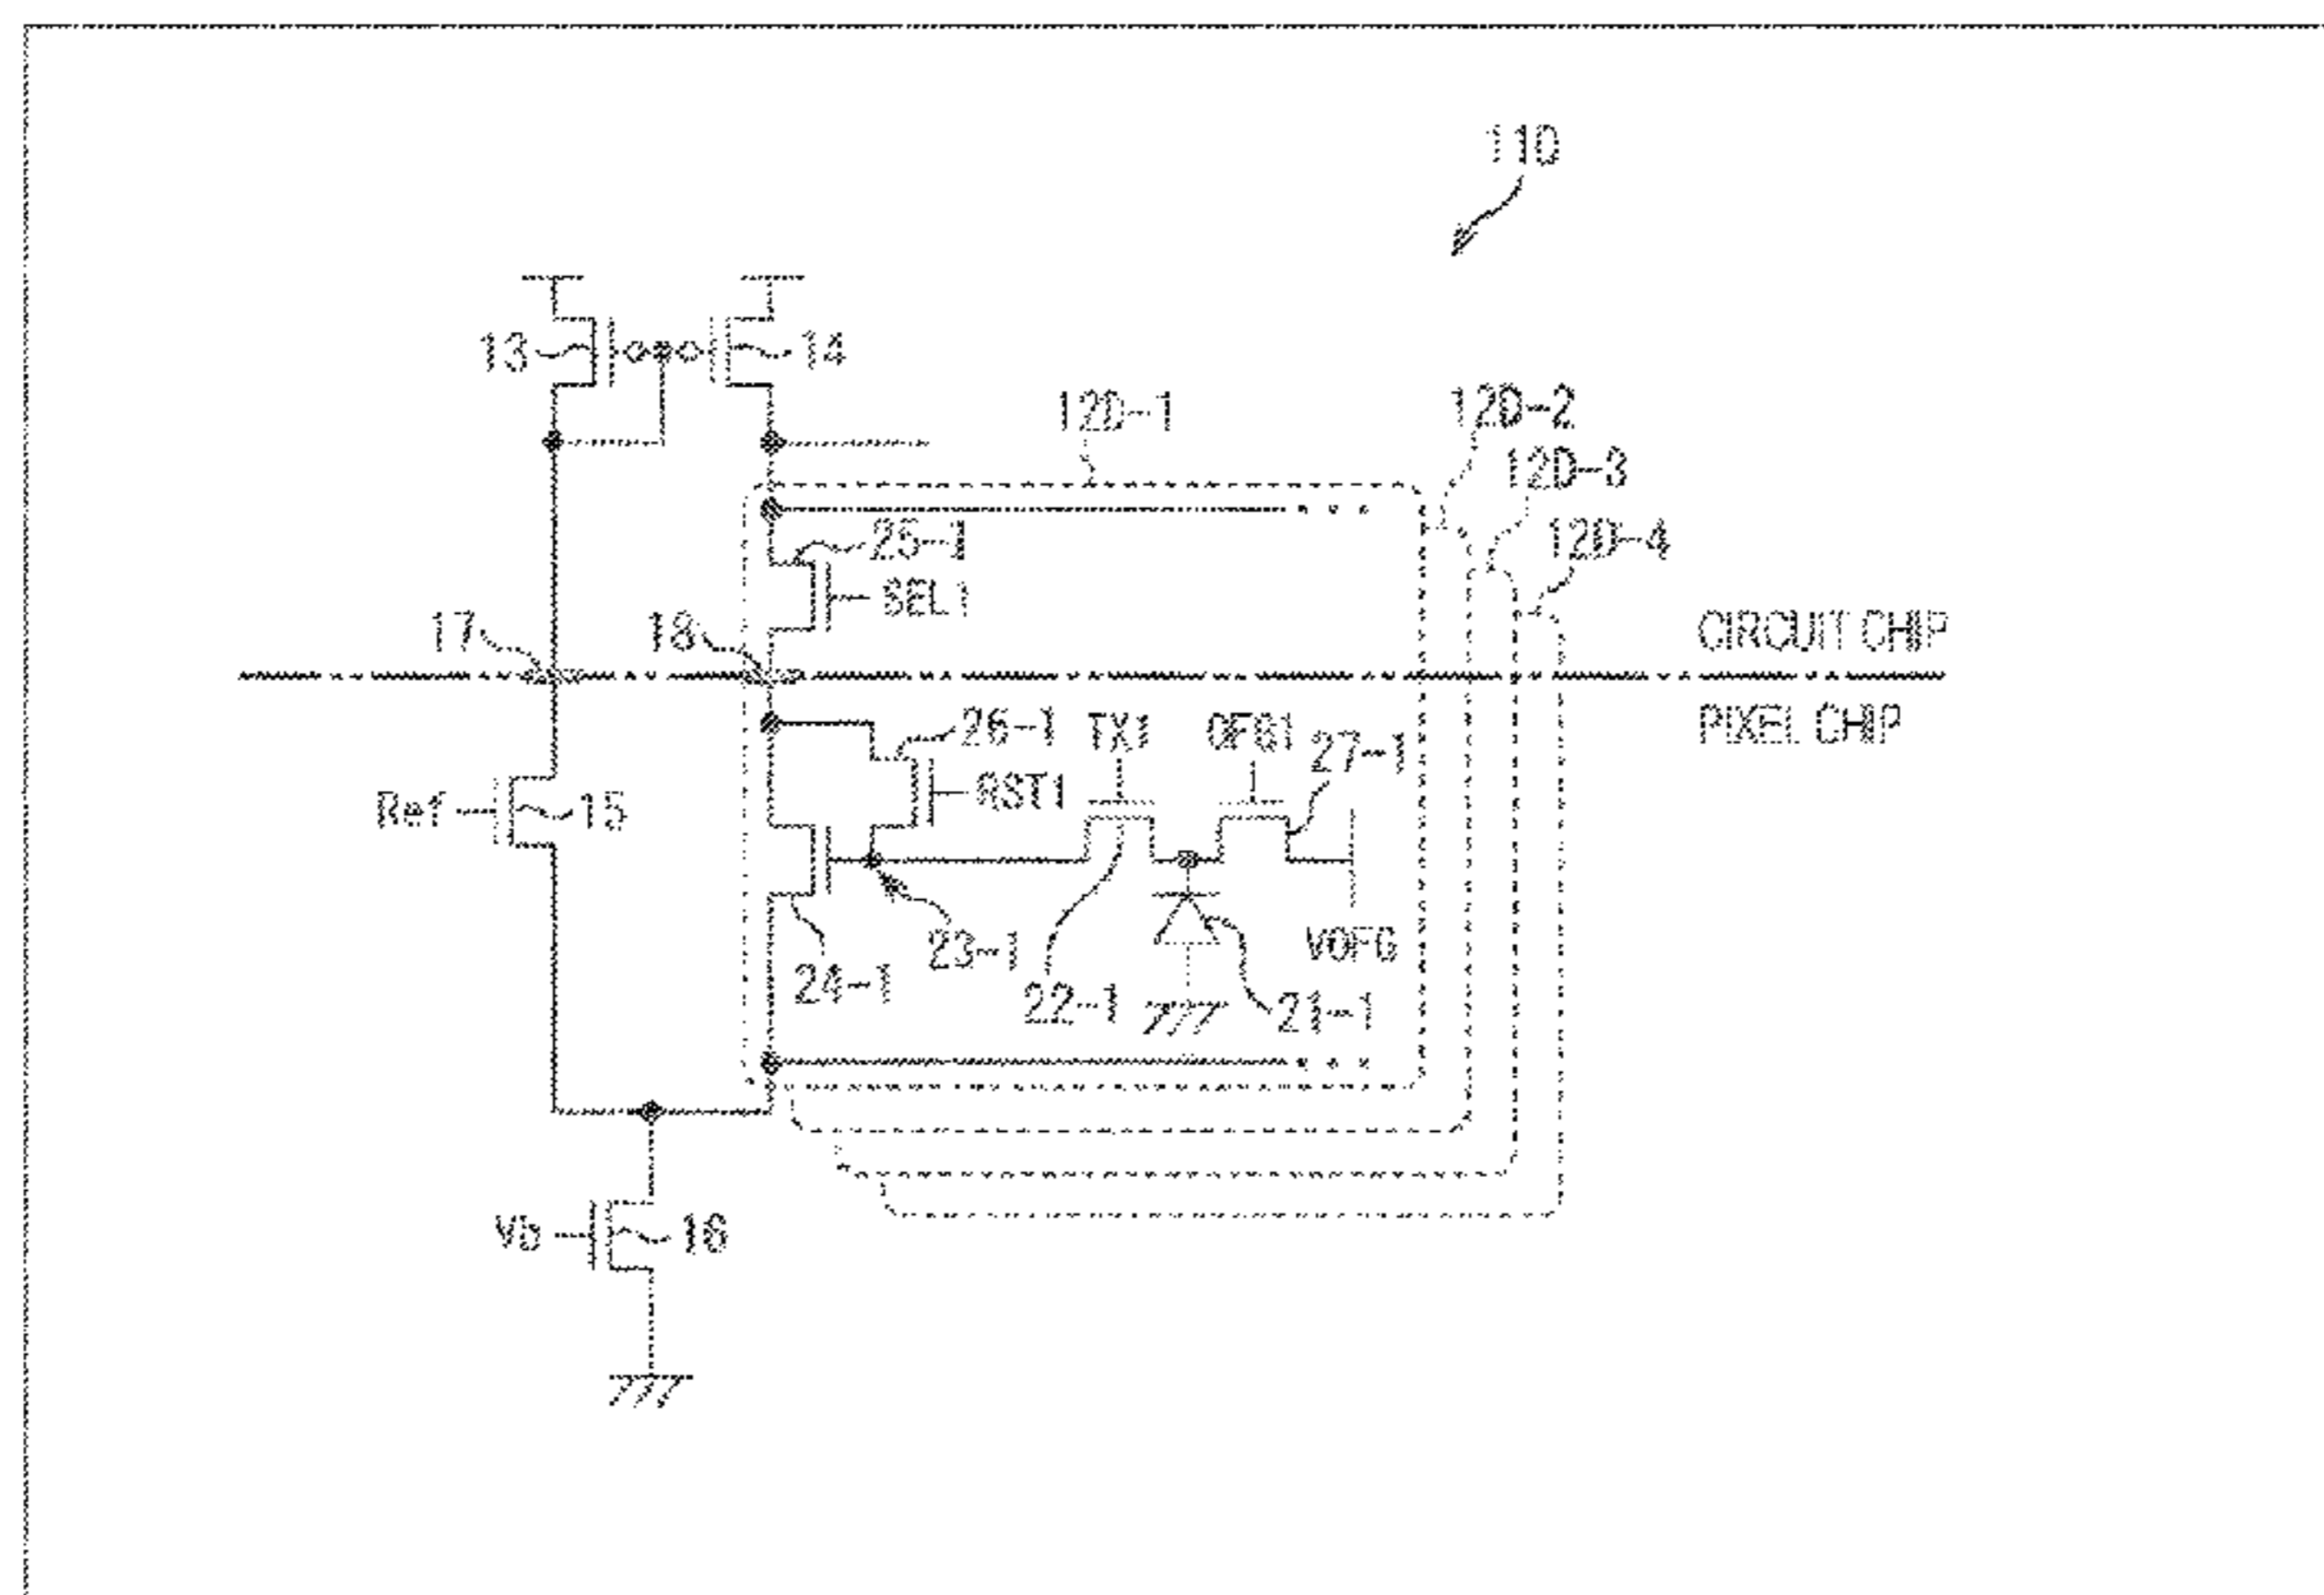 11D
13
14
12D-1
12D-2
12D-3
12D-4
25-1
SEL1
17
18
CIRCUIT CHIP
PIXEL CHIP
26-1
TX1
OFG1
27-1
RST1
Ref
15
23-1
VOFG
24-1
22-1
21-1
Vb
16